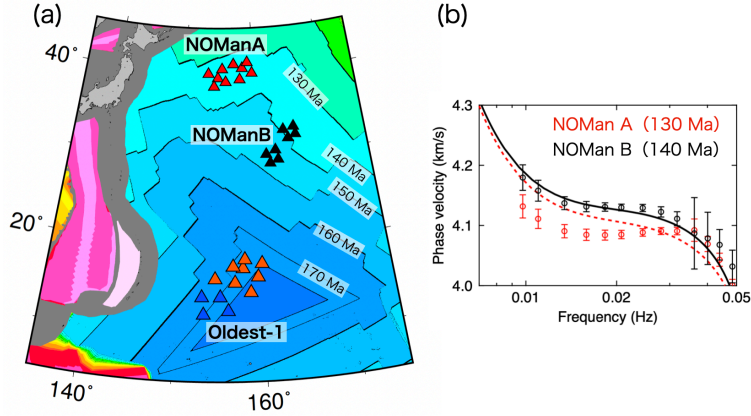 (a)
40°
20°
140°
160°
NOManA
NOManB
Oldest-1
130 Ma
140 Ma
150 Ma
160 Ma
170 Ma
(b)
NOMan A (130 Ma)
NOMan B (140 Ma)
Phase velocity (km/s)
4.3
4.2
4.1
4.0
0.01
0.02
0.05
Frequency (Hz)